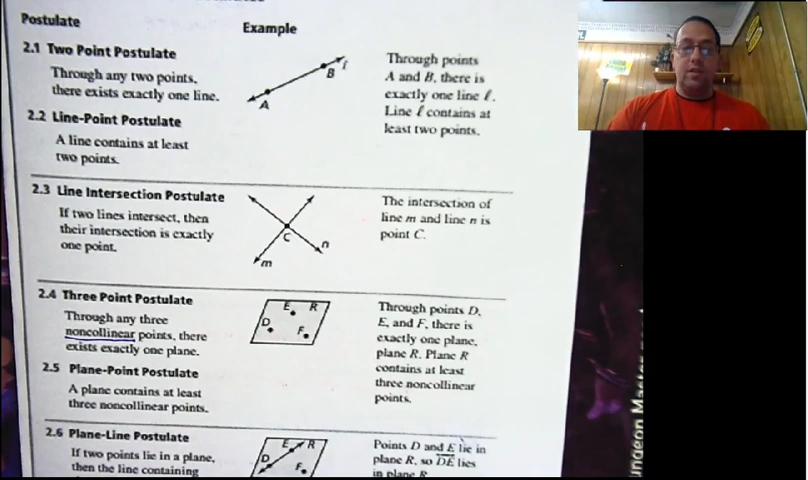 Postulate
Example
2.1 Two Point Postulate
Through any two points,
there exists exactly one line.
A
B
ℓ
Through points
A and B, there is
exactly one line ℓ.
Line ℓ contains at
least two points.
2.2 Line-Point Postulate
A line contains at least
two points.
2.3 Line Intersection Postulate
If two lines intersect, then
their intersection is exactly
one point.
C
m
n
The intersection of
line m and line n is
point C.
2.4 Three Point Postulate
Through any three
noncollinear points, there
exists exactly one plane.
E R
D
F
Through points D,
E, and F, there is
exactly one plane,
plane R. Plane R
contains at least
three noncollinear
points.
2.5 Plane-Point Postulate
A plane contains at least
three noncollinear points.
2.6 Plane-Line Postulate
If two points lie in a plane,
then the line containing
E R
D
F
Points D and E lie in
plane R, so DE lies
in plane R